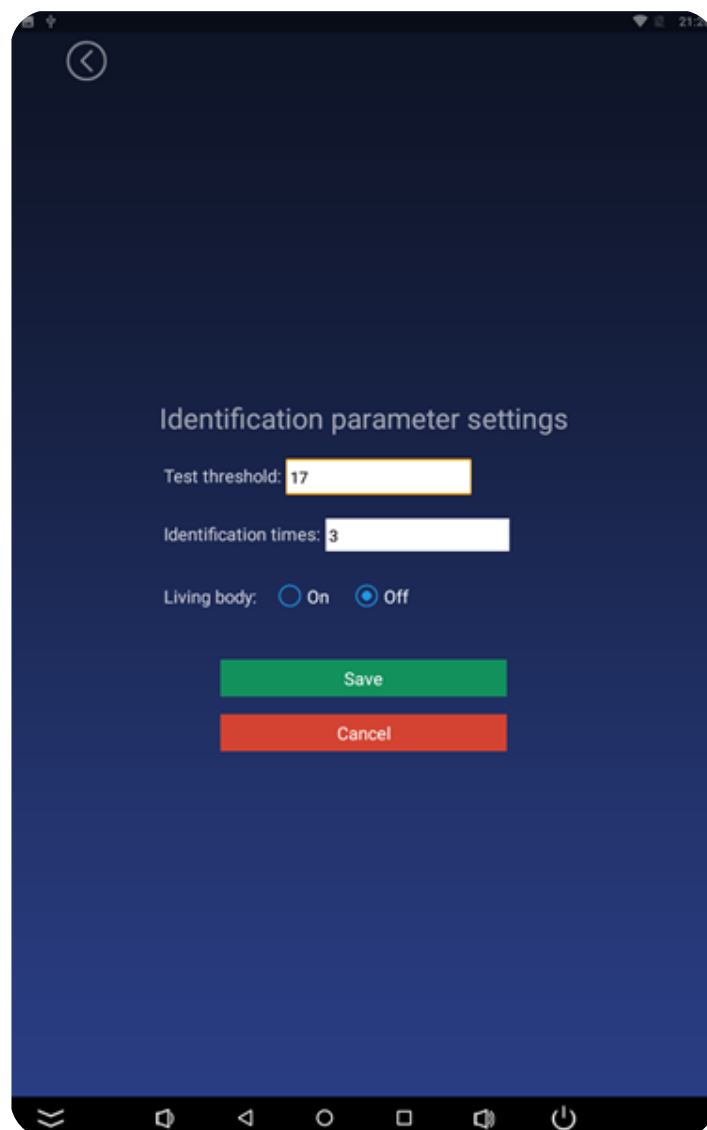 Identification parameter settings
Test threshold: 17
Identification times: 3
Living body: On Off
Save
Cancel